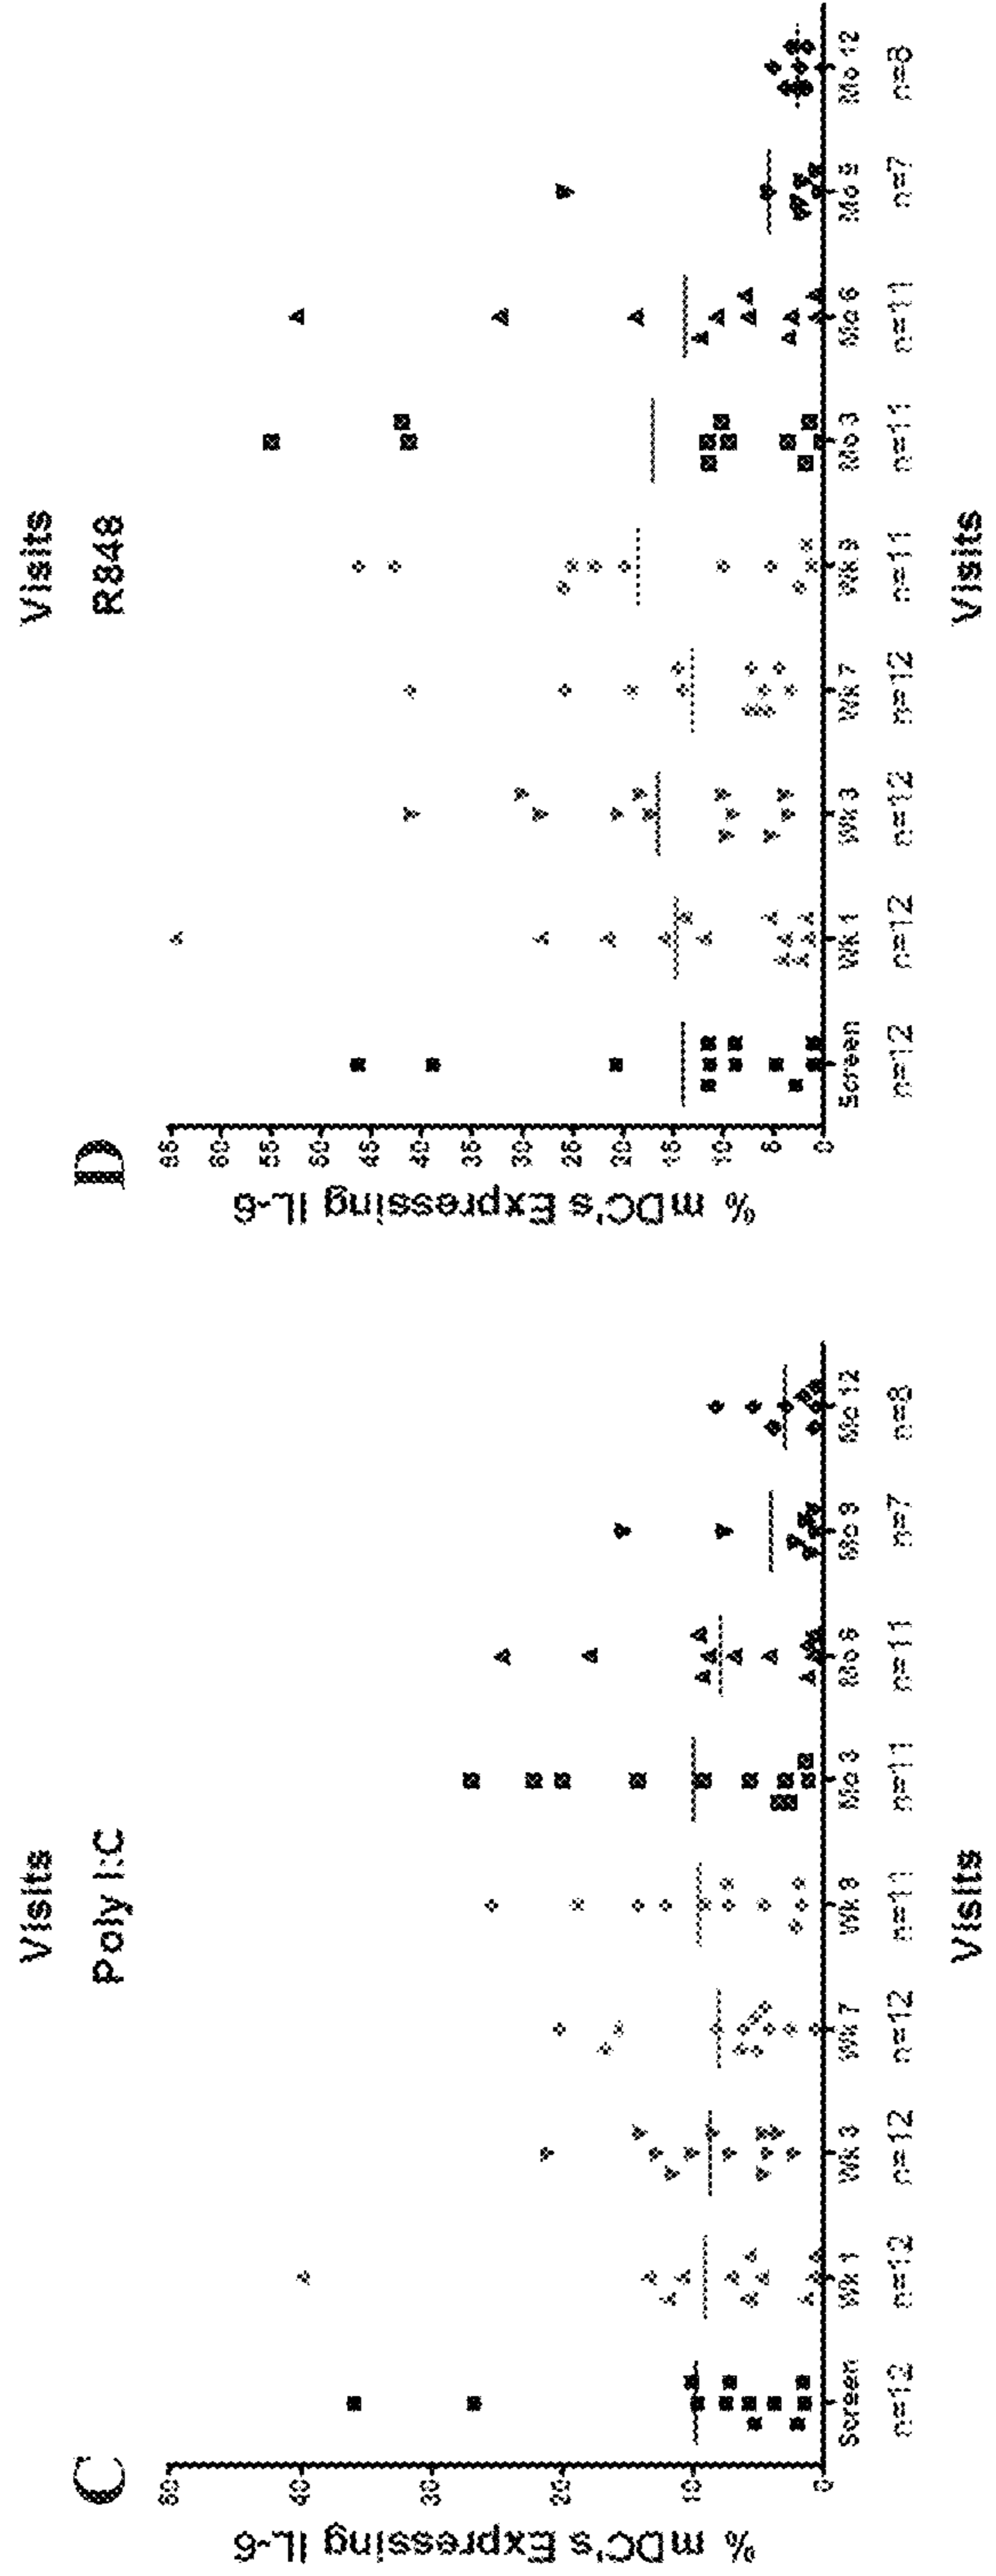 Visits
Visits
C
Poly I:C
% mDC's Expressing IL-6
50
40
30
20
10
0
Screen
Wk 1
Wk 3
Wk 7
Wk 9
Mo 3
Mo 6
Mo 9
Mo 12
n=12
n=12
n=12
n=12
n=11
n=11
n=11
n=7
n=8
Visits
D
R848
% mDC's Expressing IL-6
65
60
55
50
45
40
35
30
25
20
15
10
5
0
Screen
Wk 1
Wk 3
Wk 7
Wk 9
Mo 3
Mo 6
Mo 9
Mo 12
n=12
n=12
n=12
n=12
n=11
n=11
n=11
n=7
n=8
Visits